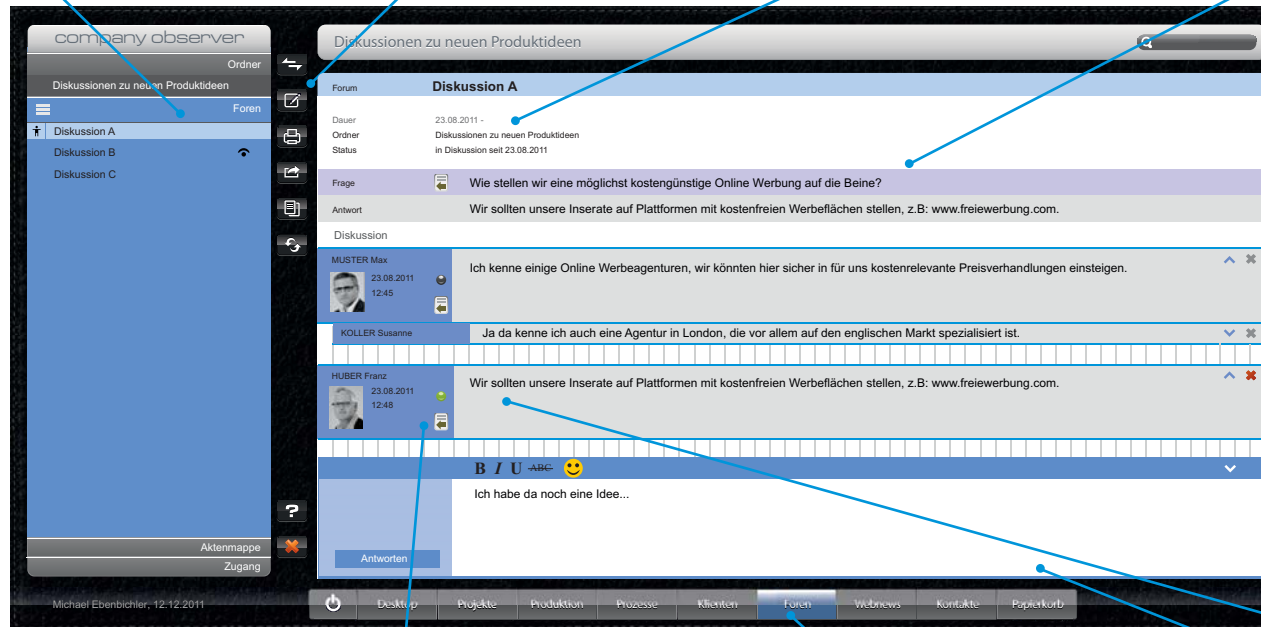 company observer
Ordner
Diskussionen zu neuen Produktideen
Foren
Diskussion A
Diskussion B
Diskussion C
Aktenmappe
Zugang
Michael Ebenbichler, 12.12.2011
?
Diskussionen zu neuen Produktideen
Forum Diskussion A
Dauer 23.08.2011 -
Ordner Diskussionen zu neuen Produktideen
Status in Diskussion seit 23.08.2011
Frage Wie stellen wir eine möglichst kostengünstige Online Werbung auf die Beine?
Antwort Wir sollten unsere Inserate auf Plattformen mit kostenfreien Werbeflächen stellen, z.B: www.freiewerbung.com.
Diskussion
MUSTER Max
23.08.2011
12:45
Ich kenne einige Online Werbeagenturen, wir könnten hier sicher in für uns kostenrelevante Preisverhandlungen einsteigen.
KOLLER Susanne Ja da kenne ich auch eine Agentur in London, die vor allem auf den englischen Markt spezialisiert ist.
HUBER Franz
23.08.2011
12:48
Wir sollten unsere Inserate auf Plattformen mit kostenfreien Werbeflächen stellen, z.B: www.freiewerbung.com.
B I U ABC
Ich habe da noch eine Idee...
Antworten
Desktop Projekte Produktion Prozesse Klienten Foren Webnews Kontakte Papierkorb